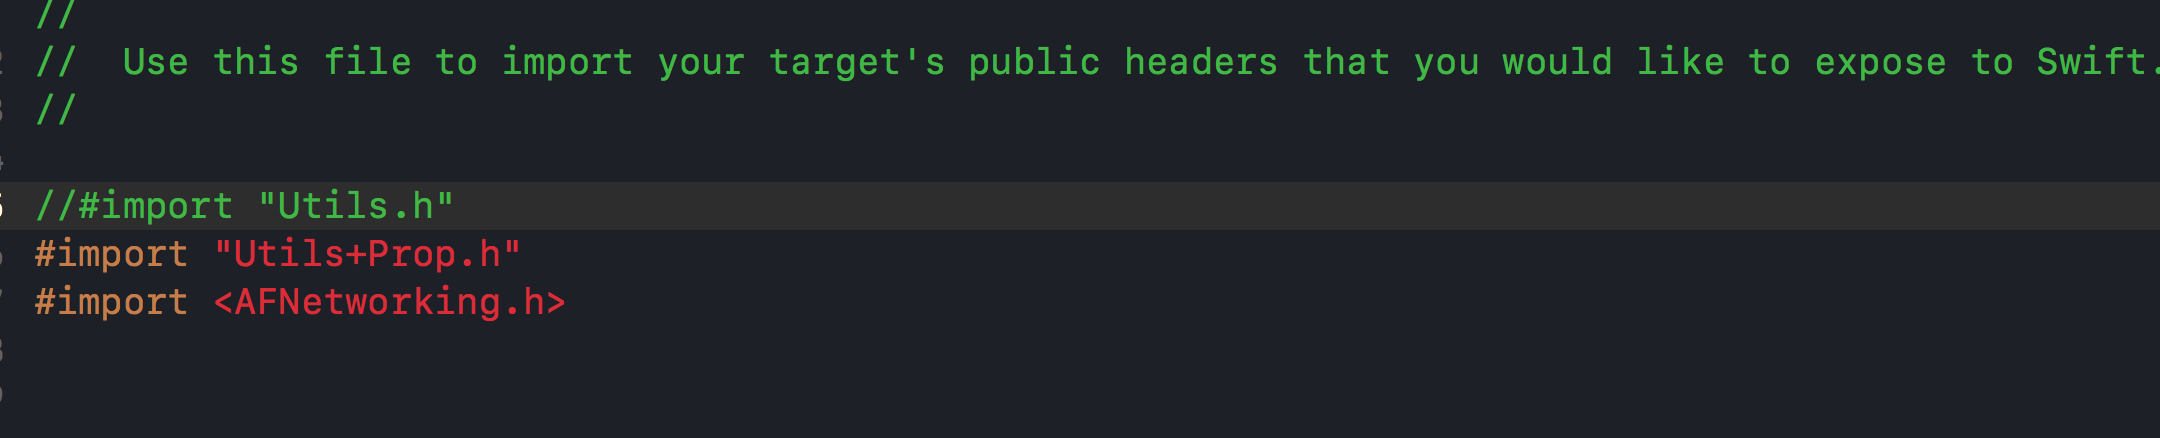 //
//  Use this file to import your target's public headers that you would like to expose to Swift.
//
//#import "Utils.h"
#import "Utils+Prop.h"
#import <AFNetworking.h>